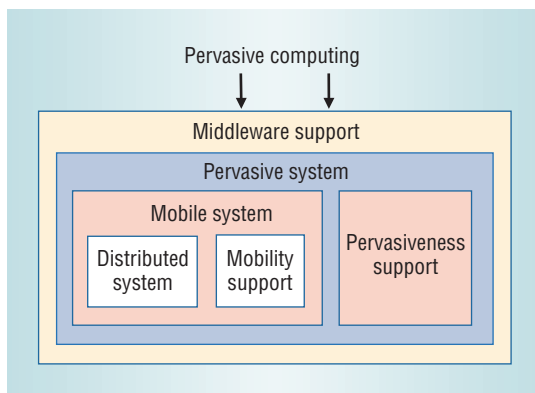 Pervasive computing
Middleware support
Pervasive system
Mobile system
Distributed
system
Mobility
support
Pervasiveness
support